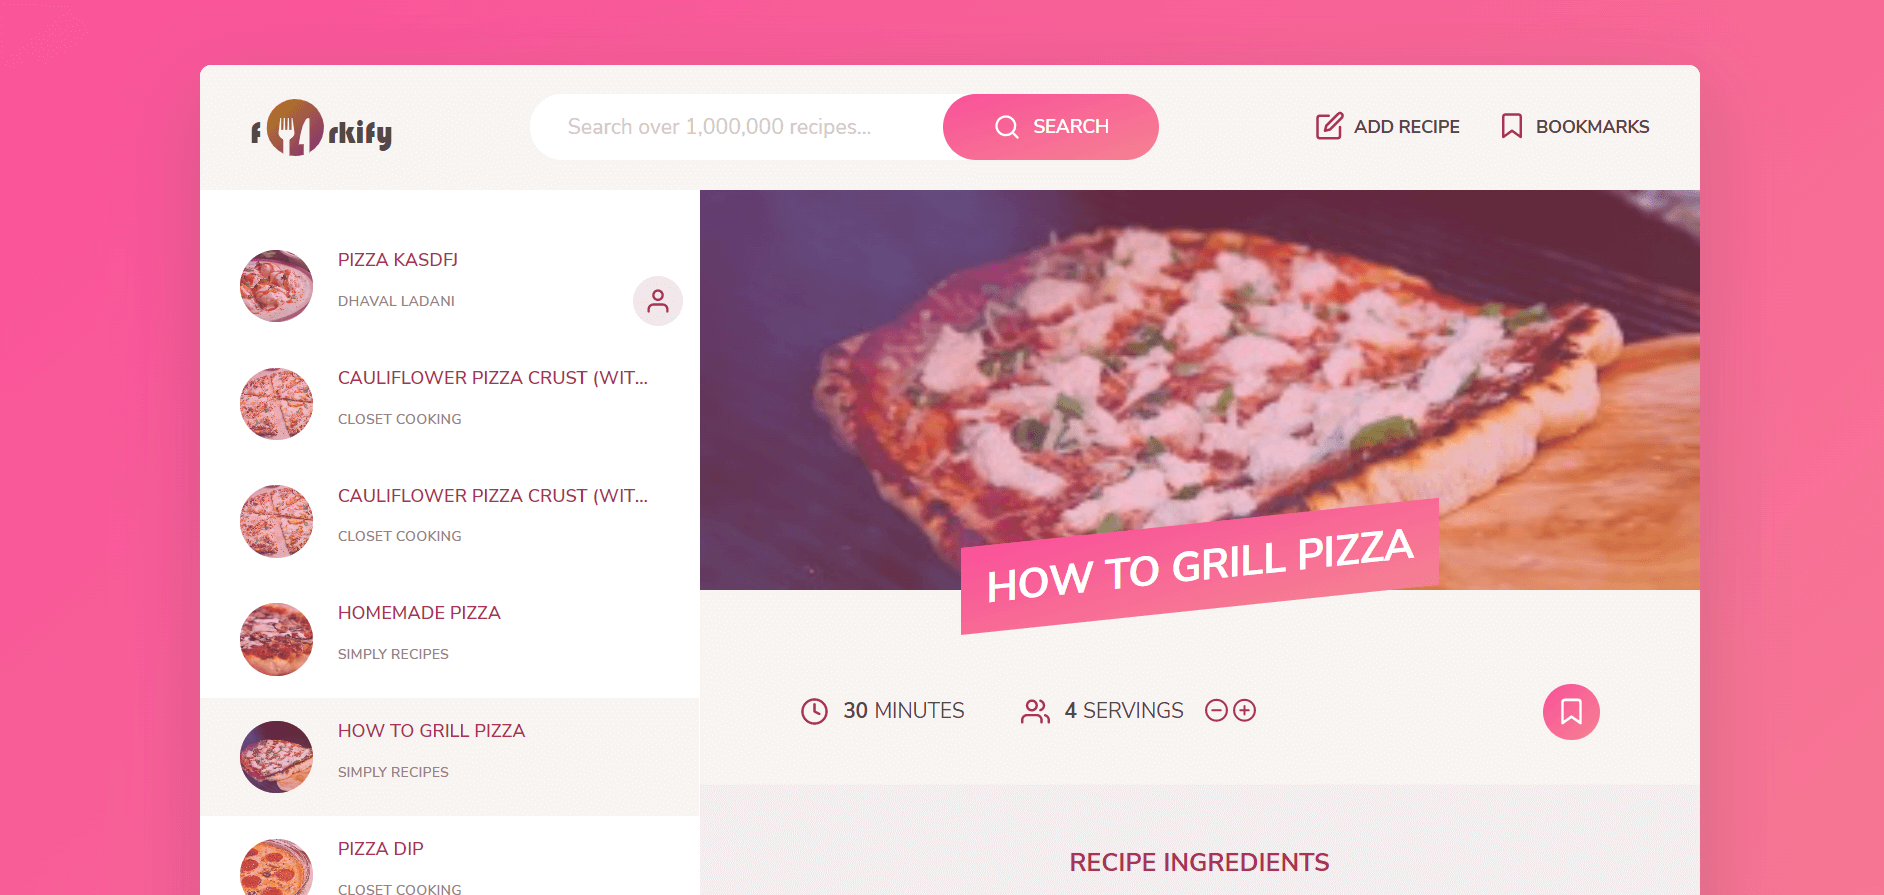 forkify
Search over 1,000,000 recipes...
SEARCH
ADD RECIPE
BOOKMARKS
PIZZA KASDFJ
DHAVAL LADANI
CAULIFLOWER PIZZA CRUST (WIT...
CLOSET COOKING
CAULIFLOWER PIZZA CRUST (WIT...
CLOSET COOKING
HOMEMADE PIZZA
SIMPLY RECIPES
HOW TO GRILL PIZZA
SIMPLY RECIPES
PIZZA DIP
CLOSET COOKING
HOW TO GRILL PIZZA
30 MINUTES
4 SERVINGS
RECIPE INGREDIENTS